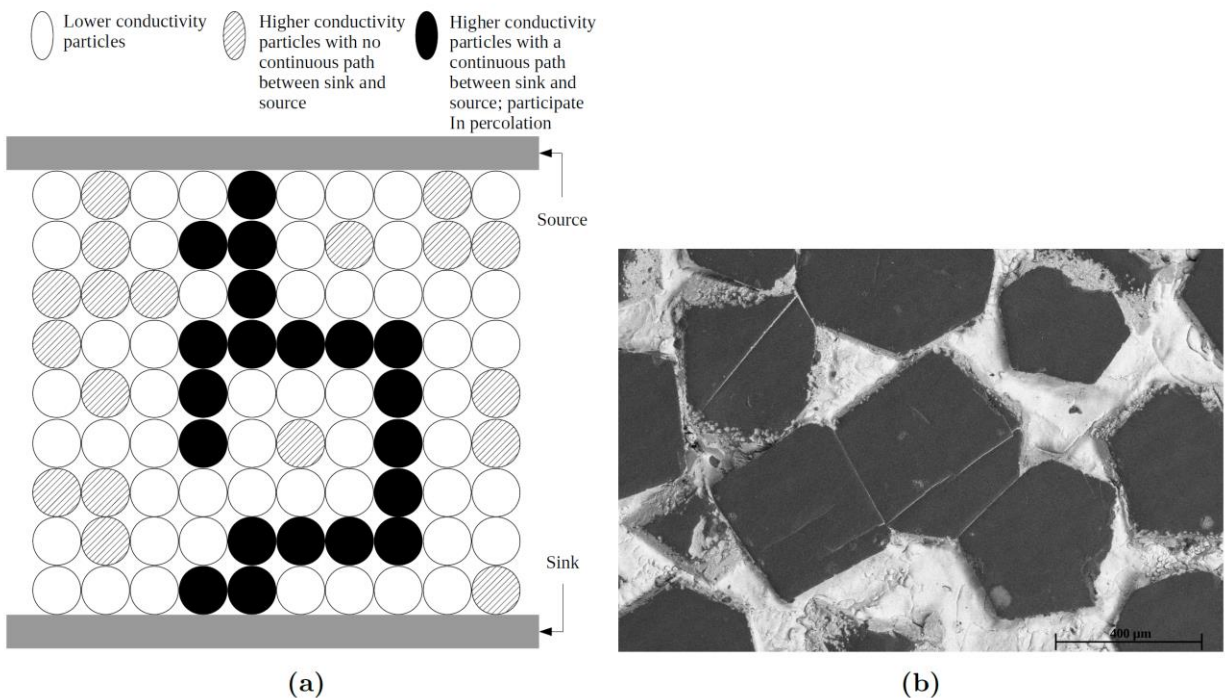 Lower conductivity
particles
Higher conductivity
particles with no
continuous path
between sink and
source
Higher conductivity
particles with a
continuous path
between sink and
source; participate
In percolation
Source
Sink
400 µm
(a)
(b)